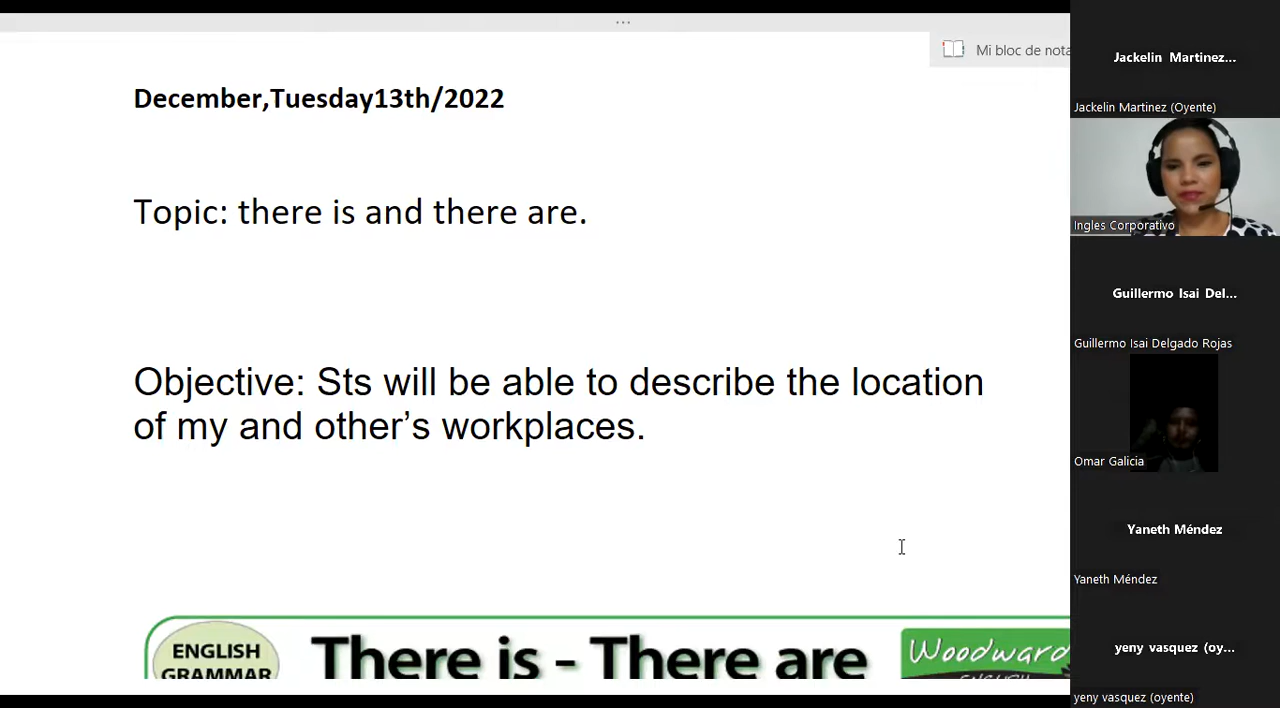 ...
Mi bloc de nota
December,Tuesday13th/2022
Topic: there is and there are.
Objective: Sts will be able to describe the location
of my and other's workplaces.
ENGLISH
GRAMMAR
There is - There are
Woodward
ENGLISH
Jackelin Martinez...
Jackelin Martinez (Oyente)
Ingles Corporativo
Guillermo Isai Del...
Guillermo Isai Delgado Rojas
Omar Galicia
Yaneth Méndez
Yaneth Méndez
yeny vasquez (oy...
yeny vasquez (oyente)